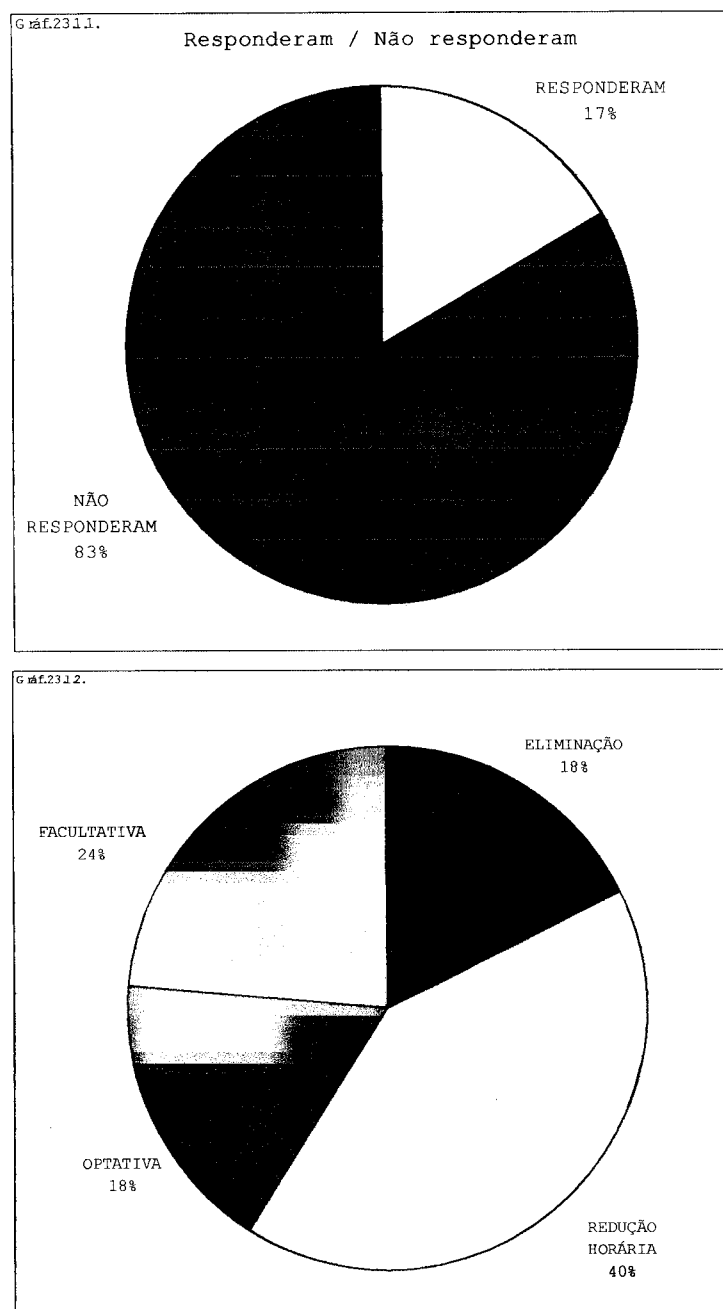 Gráf.23.1.1.
Responderam / Não responderam
RESPONDERAM
17%
NÃO
RESPONDERAM
83%
Gráf.23.1.2.
ELIMINAÇÃO
18%
FACULTATIVA
24%
OPTATIVA
18%
REDUÇÃO
HORÁRIA
40%